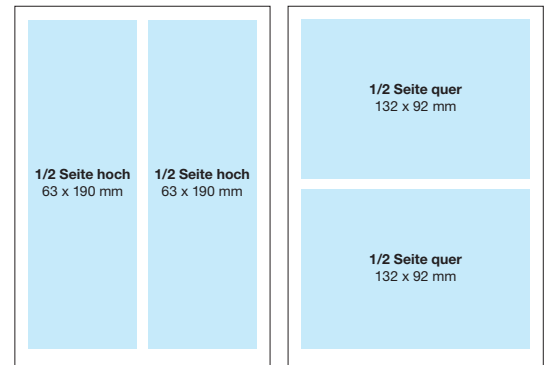 1/2 Seite hoch
63 x 190 mm
1/2 Seite hoch
63 x 190 mm
1/2 Seite quer
132 x 92 mm
1/2 Seite quer
132 x 92 mm